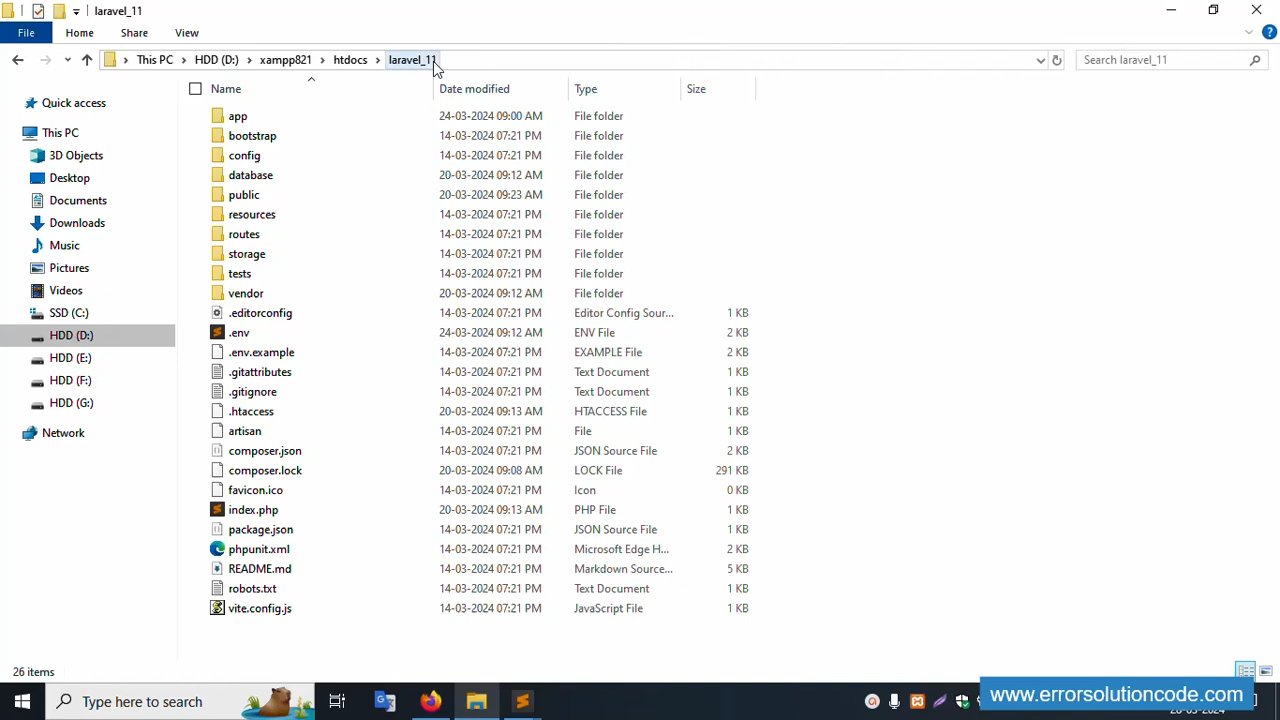 laravel_11
File Home Share View
This PC HDD (D:) xampp821 htdocs laravel_11 Search laravel_11
Name Date modified Type Size
Quick access
This PC
3D Objects
Desktop
Documents
Downloads
Music
Pictures
Videos
SSD (C:)
HDD (D:)
HDD (E:)
HDD (F:)
HDD (G:)
Network
app 24-03-2024 09:00 AM File folder
bootstrap 14-03-2024 07:21 PM File folder
config 14-03-2024 07:21 PM File folder
database 20-03-2024 09:12 AM File folder
public 20-03-2024 09:23 AM File folder
resources 14-03-2024 07:21 PM File folder
routes 14-03-2024 07:21 PM File folder
storage 14-03-2024 07:21 PM File folder
tests 14-03-2024 07:21 PM File folder
vendor 20-03-2024 09:12 AM File folder
.editorconfig 14-03-2024 07:21 PM Editor Config Sour... 1 KB
.env 24-03-2024 09:12 AM ENV File 2 KB
.env.example 14-03-2024 07:21 PM EXAMPLE File 2 KB
.gitattributes 14-03-2024 07:21 PM Text Document 1 KB
.gitignore 14-03-2024 07:21 PM Text Document 1 KB
.htaccess 20-03-2024 09:13 AM HTACCESS File 1 KB
artisan 14-03-2024 07:21 PM File 1 KB
composer.json 14-03-2024 07:21 PM JSON Source File 2 KB
composer.lock 20-03-2024 09:08 AM LOCK File 291 KB
favicon.ico 14-03-2024 07:21 PM Icon 0 KB
index.php 20-03-2024 09:13 AM PHP File 1 KB
package.json 14-03-2024 07:21 PM JSON Source File 1 KB
phpunit.xml 14-03-2024 07:21 PM Microsoft Edge H... 2 KB
README.md 14-03-2024 07:21 PM Markdown Source... 5 KB
robots.txt 14-03-2024 07:21 PM Text Document 1 KB
vite.config.js 14-03-2024 07:21 PM JavaScript File 1 KB
26 items
Type here to search
www.errorsolutioncode.com